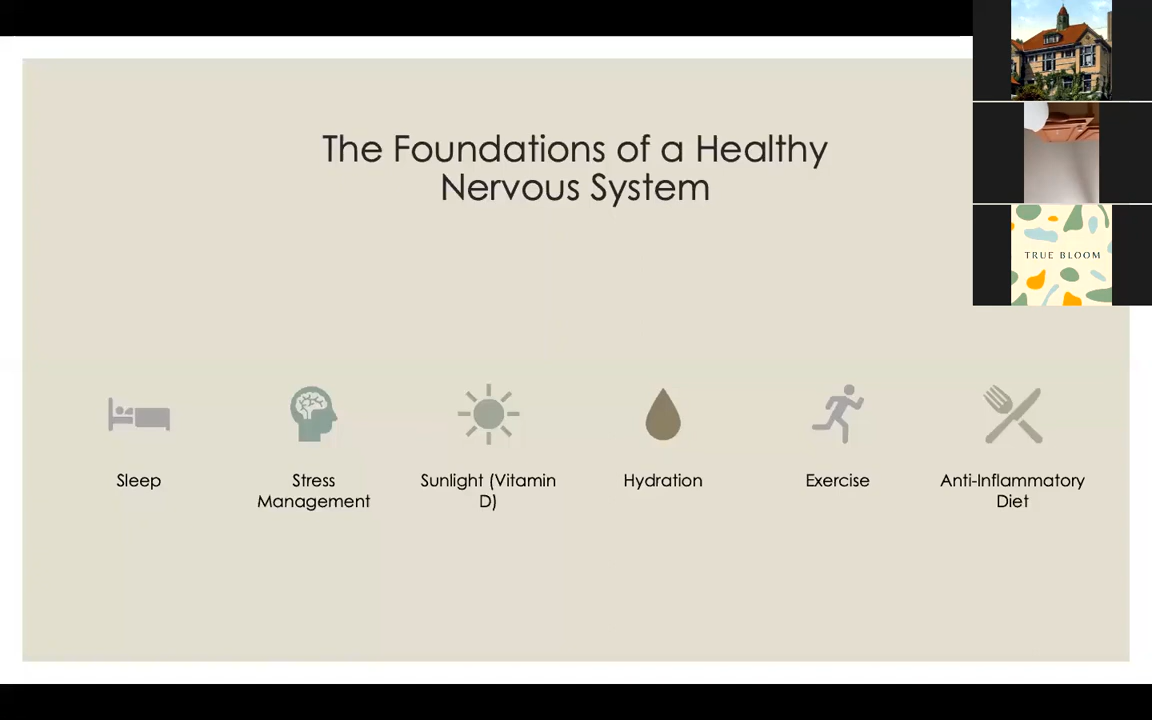 The Foundations of a Healthy
Nervous System
TRUE BLOOM
Sleep
Stress
Management
Sunlight (Vitamin
D)
Hydration
Exercise
Anti-Inflammatory
Diet